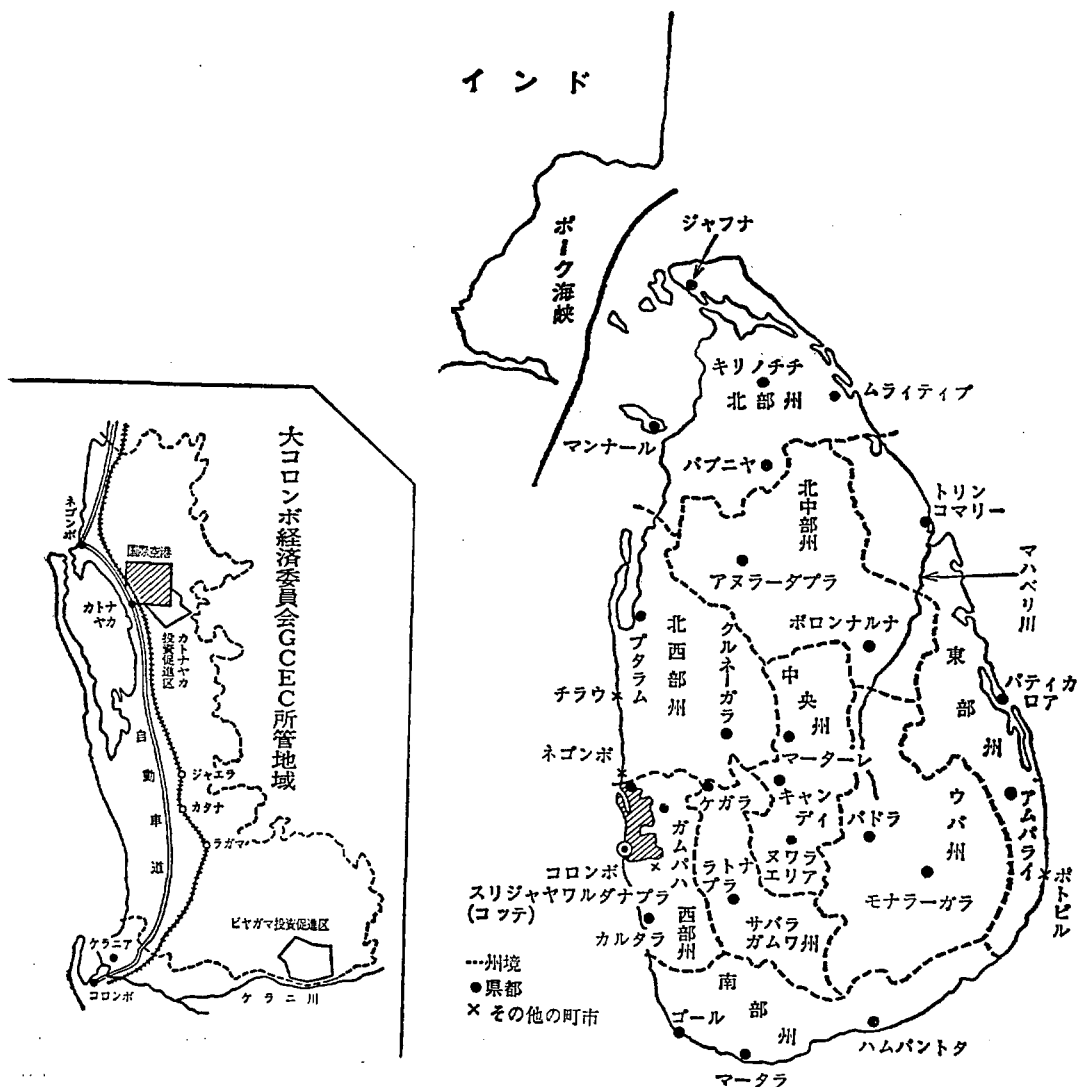 インド
ポーク海峡
ジャフナ
キリノチチ
北部州
ムライティブ
マンナール
バブニヤ
北中部州
トリン
コマリー
マハベリ川
アヌラーダプラ
ポロンナルナ
プタラム
北西部州
クルネーガラ
中央州
東部州
バティカ
ロア
チラウ
マーターレ
ネゴンボ
ケガラ
キャン
ディ
バドラ
ウバ州
アムパライ
ガムパハ
ヌワラ
エリア
コロンボ
ラトナ
プラ
モナラーガラ
ポトビル
スリジャヤワルダナプラ
(コッテ)
カルタラ
西部州
サバラ
ガムワ州
---州境
●県都
×その他の町市
南部州
ゴール
ハムバントタ
マータラ
大コロンボ経済委員会GCEC所管地域
ネゴンボ
国際空港
カトナ
ヤカ
カトナヤカ
投資促進区
自動車道
ジャエラ
カタナ
ラガマ
ビヤガマ投資促進区
ケラニア
コロンボ
ケラニ川